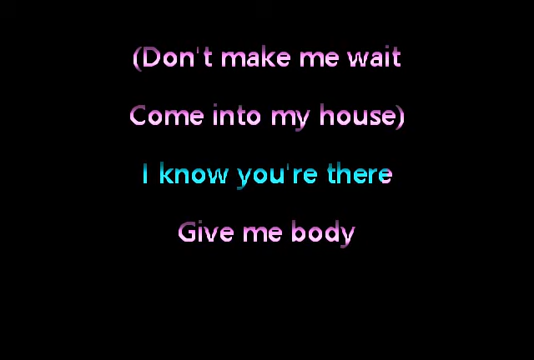 (Don't make me wait
Come into my house)
I know you're there
Give me body